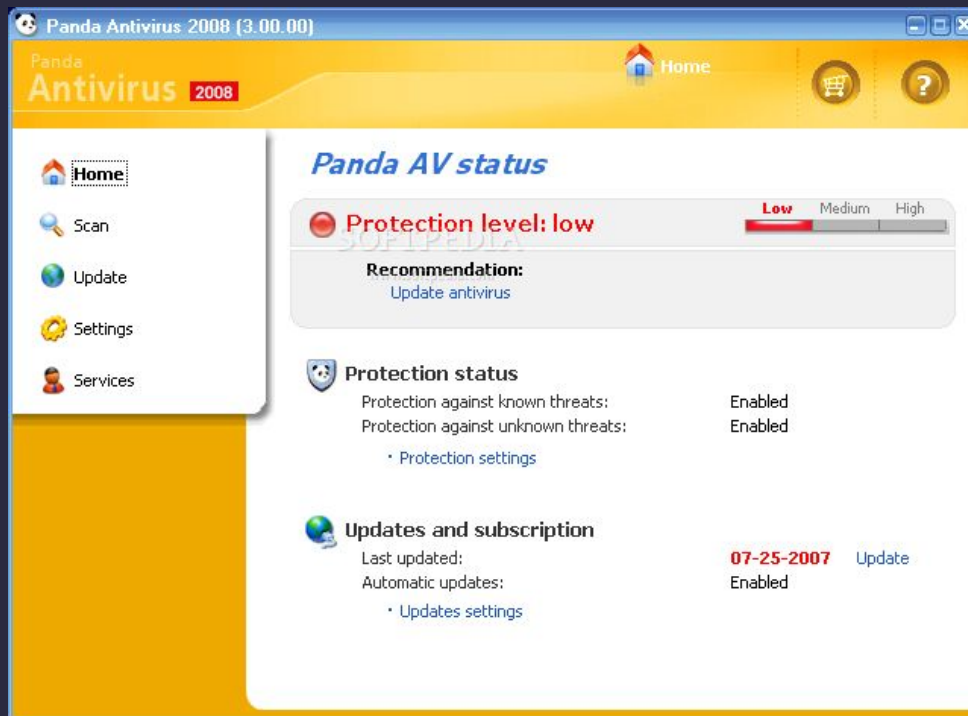 Panda Antivirus 2008 (3.00.00)
Panda
Antivirus 2008
Home
Home
Scan
Update
Settings
Services
Panda AV status
Protection level: low
Low Medium High
SOFTPEDIA
Recommendation:
Update antivirus
Protection status
Protection against known threats: Enabled
Protection against unknown threats: Enabled
· Protection settings
Updates and subscription
Last updated: 07-25-2007 Update
Automatic updates: Enabled
· Updates settings